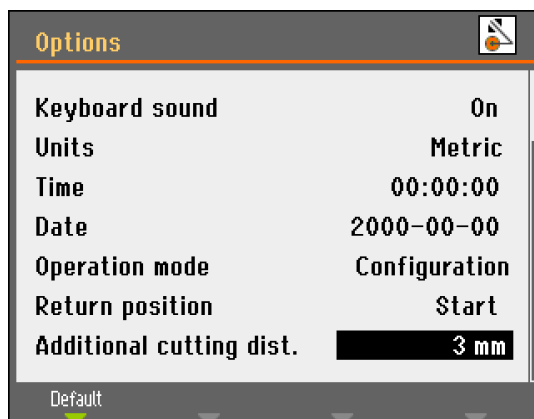 Options
Keyboard sound On
Units Metric
Time 00:00:00
Date 2000-00-00
Operation mode Configuration
Return position Start
Additional cutting dist. 3 mm
Default